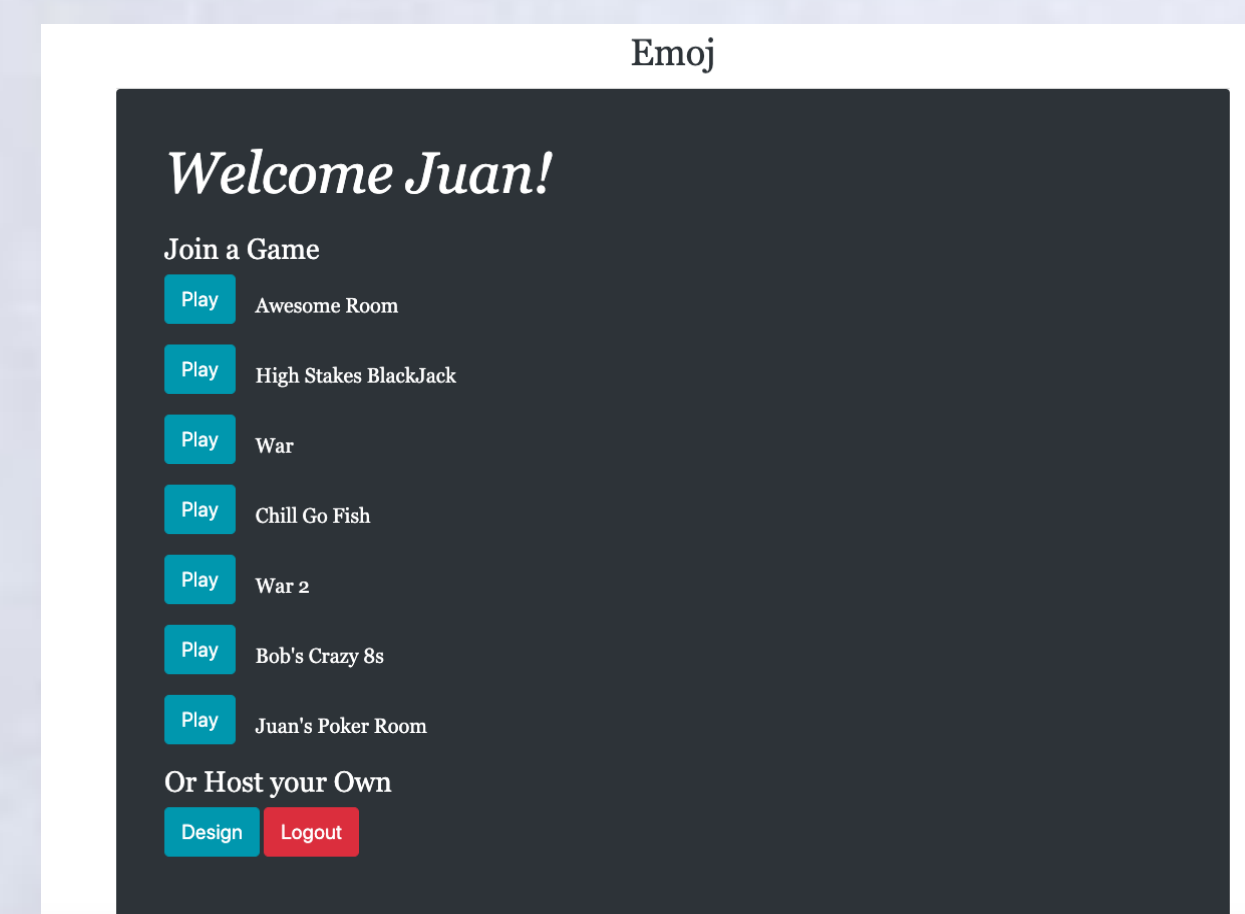 Emoj
Welcome Juan!
Join a Game
Play Awesome Room
Play High Stakes BlackJack
Play War
Play Chill Go Fish
Play War 2
Play Bob's Crazy 8s
Play Juan's Poker Room
Or Host your Own
Design Logout